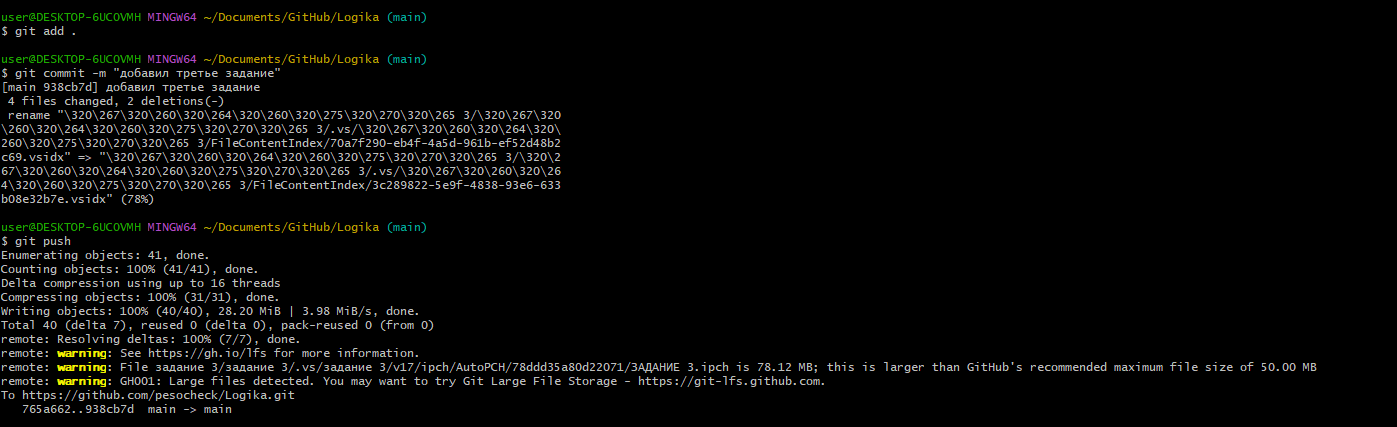 user@DESKTOP-6UCOVMH MINGW64 ~/Documents/GitHub/Logika (main)
$ git add .
user@DESKTOP-6UCOVMH MINGW64 ~/Documents/GitHub/Logika (main)
$ git commit -m "добавил третье задание"
[main 938cb7d] добавил третье задание
 4 files changed, 2 deletions(-)
 rename "\320\267\320\260\320\264\320\260\320\275\320\270\320\265 3/\320\267\320
\260\320\264\320\260\320\275\320\270\320\265 3/.vs/\320\267\320\260\320\264\320\
260\320\275\320\270\320\265 3/FileContentIndex/70a7f290-eb4f-4a5d-961b-ef52d48b2
c69.vsidx" => "\320\267\320\260\320\264\320\260\320\275\320\270\320\265 3/\320\2
67\320\260\320\264\320\260\320\275\320\270\320\265 3/.vs/\320\267\320\260\320\26
4\320\260\320\275\320\270\320\265 3/FileContentIndex/3c289822-5e9f-4838-93e6-633
b08e32b7e.vsidx" (78%)
user@DESKTOP-6UCOVMH MINGW64 ~/Documents/GitHub/Logika (main)
$ git push
Enumerating objects: 41, done.
Counting objects: 100% (41/41), done.
Delta compression using up to 16 threads
Compressing objects: 100% (31/31), done.
Writing objects: 100% (40/40), 28.20 MiB | 3.98 MiB/s, done.
Total 40 (delta 7), reused 0 (delta 0), pack-reused 0 (from 0)
remote: Resolving deltas: 100% (7/7), done.
remote: warning: See https://gh.io/lfs for more information.
remote: warning: File задание 3/задание 3/.vs/задание 3/v17/ipch/AutoPCH/78ddd35a80d22071/ЗАДАНИЕ 3.ipch is 78.12 MB; this is larger than GitHub's recommended maximum file size of 50.00 MB
remote: warning: GH001: Large files detected. You may want to try Git Large File Storage - https://git-lfs.github.com.
To https://github.com/pesocheck/Logika.git
   765a662..938cb7d  main -> main